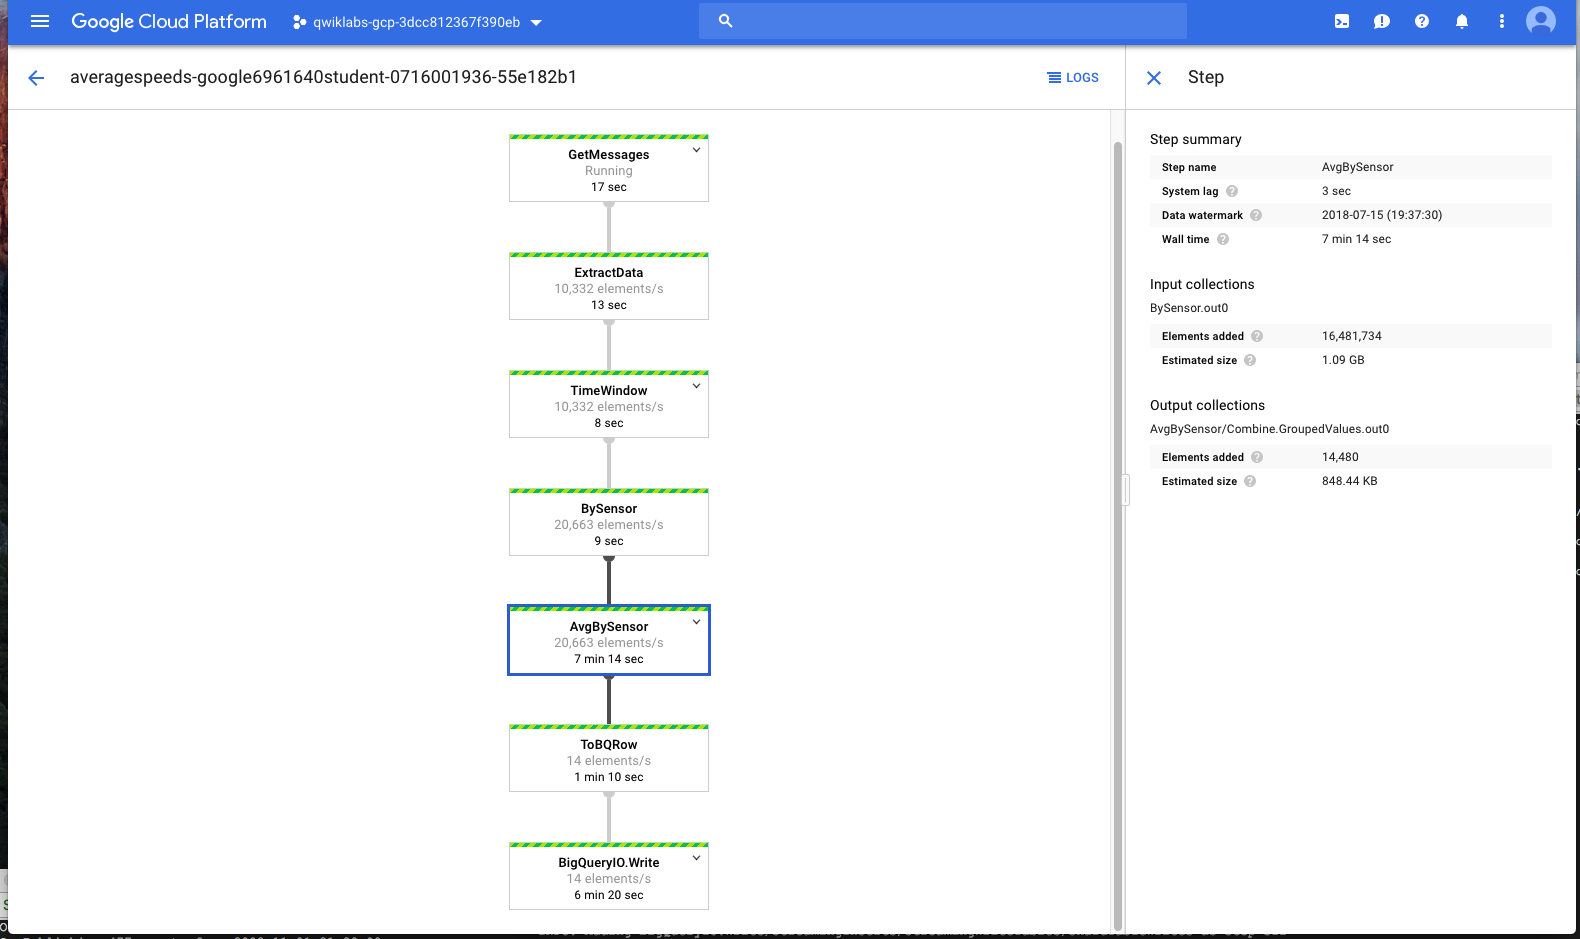 Google Cloud Platform
qwiklabs-gcp-3dcc812367f390eb
averagespeeds-google6961640student-0716001936-55e182b1
LOGS
GetMessages
Running
17 sec
ExtractData
10,332 elements/s
13 sec
TimeWindow
10,332 elements/s
8 sec
BySensor
20,663 elements/s
9 sec
AvgBySensor
20,663 elements/s
7 min 14 sec
ToBQRow
14 elements/s
1 min 10 sec
BigQueryIO.Write
14 elements/s
6 min 20 sec
Step
Step summary
Step name AvgBySensor
System lag 3 sec
Data watermark 2018-07-15 (19:37:30)
Wall time 7 min 14 sec
Input collections
BySensor.out0
Elements added 16,481,734
Estimated size 1.09 GB
Output collections
AvgBySensor/Combine.GroupedValues.out0
Elements added 14,480
Estimated size 848.44 KB